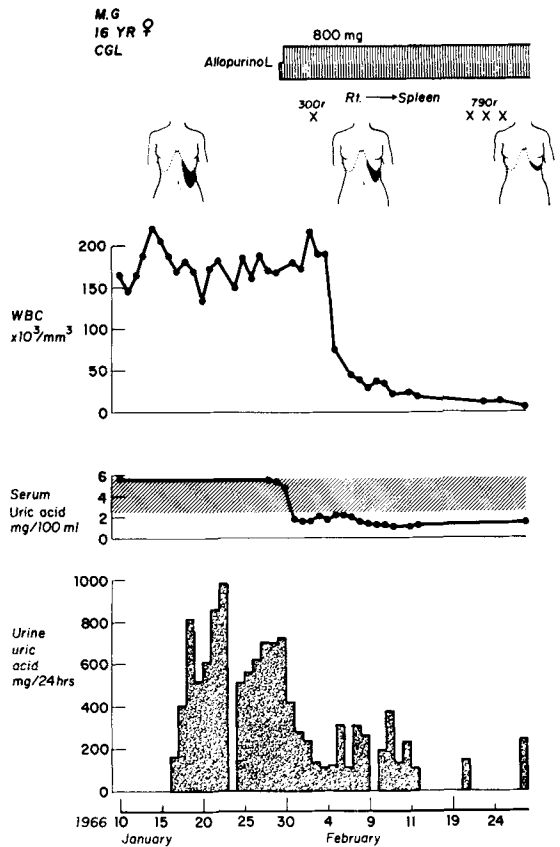 M.G
16 YR ♀
CGL
800 mg
Allopurinol
Rt. → Spleen
300r
790r
X
X X X
WBC
x10³/mm³
200
150
100
50
0
Serum
Uric acid
mg/100 ml
6
4
2
0
Urine
uric
acid
mg/24hrs
1000
800
600
400
200
0
1966
10 15 20 25 30 4 9 11 19 24
January February